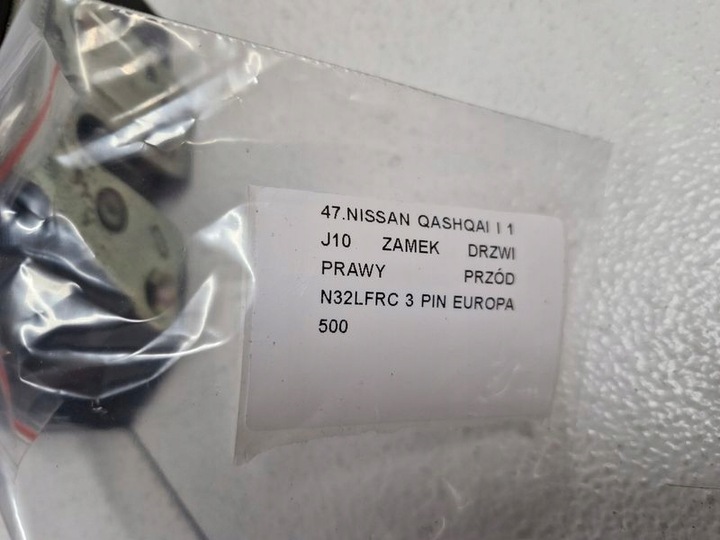 47.NISSAN QASHQAI I 1
J10 ZAMEK DRZWI
PRAWY PRZÓD
N32LFRC 3 PIN EUROPA
500